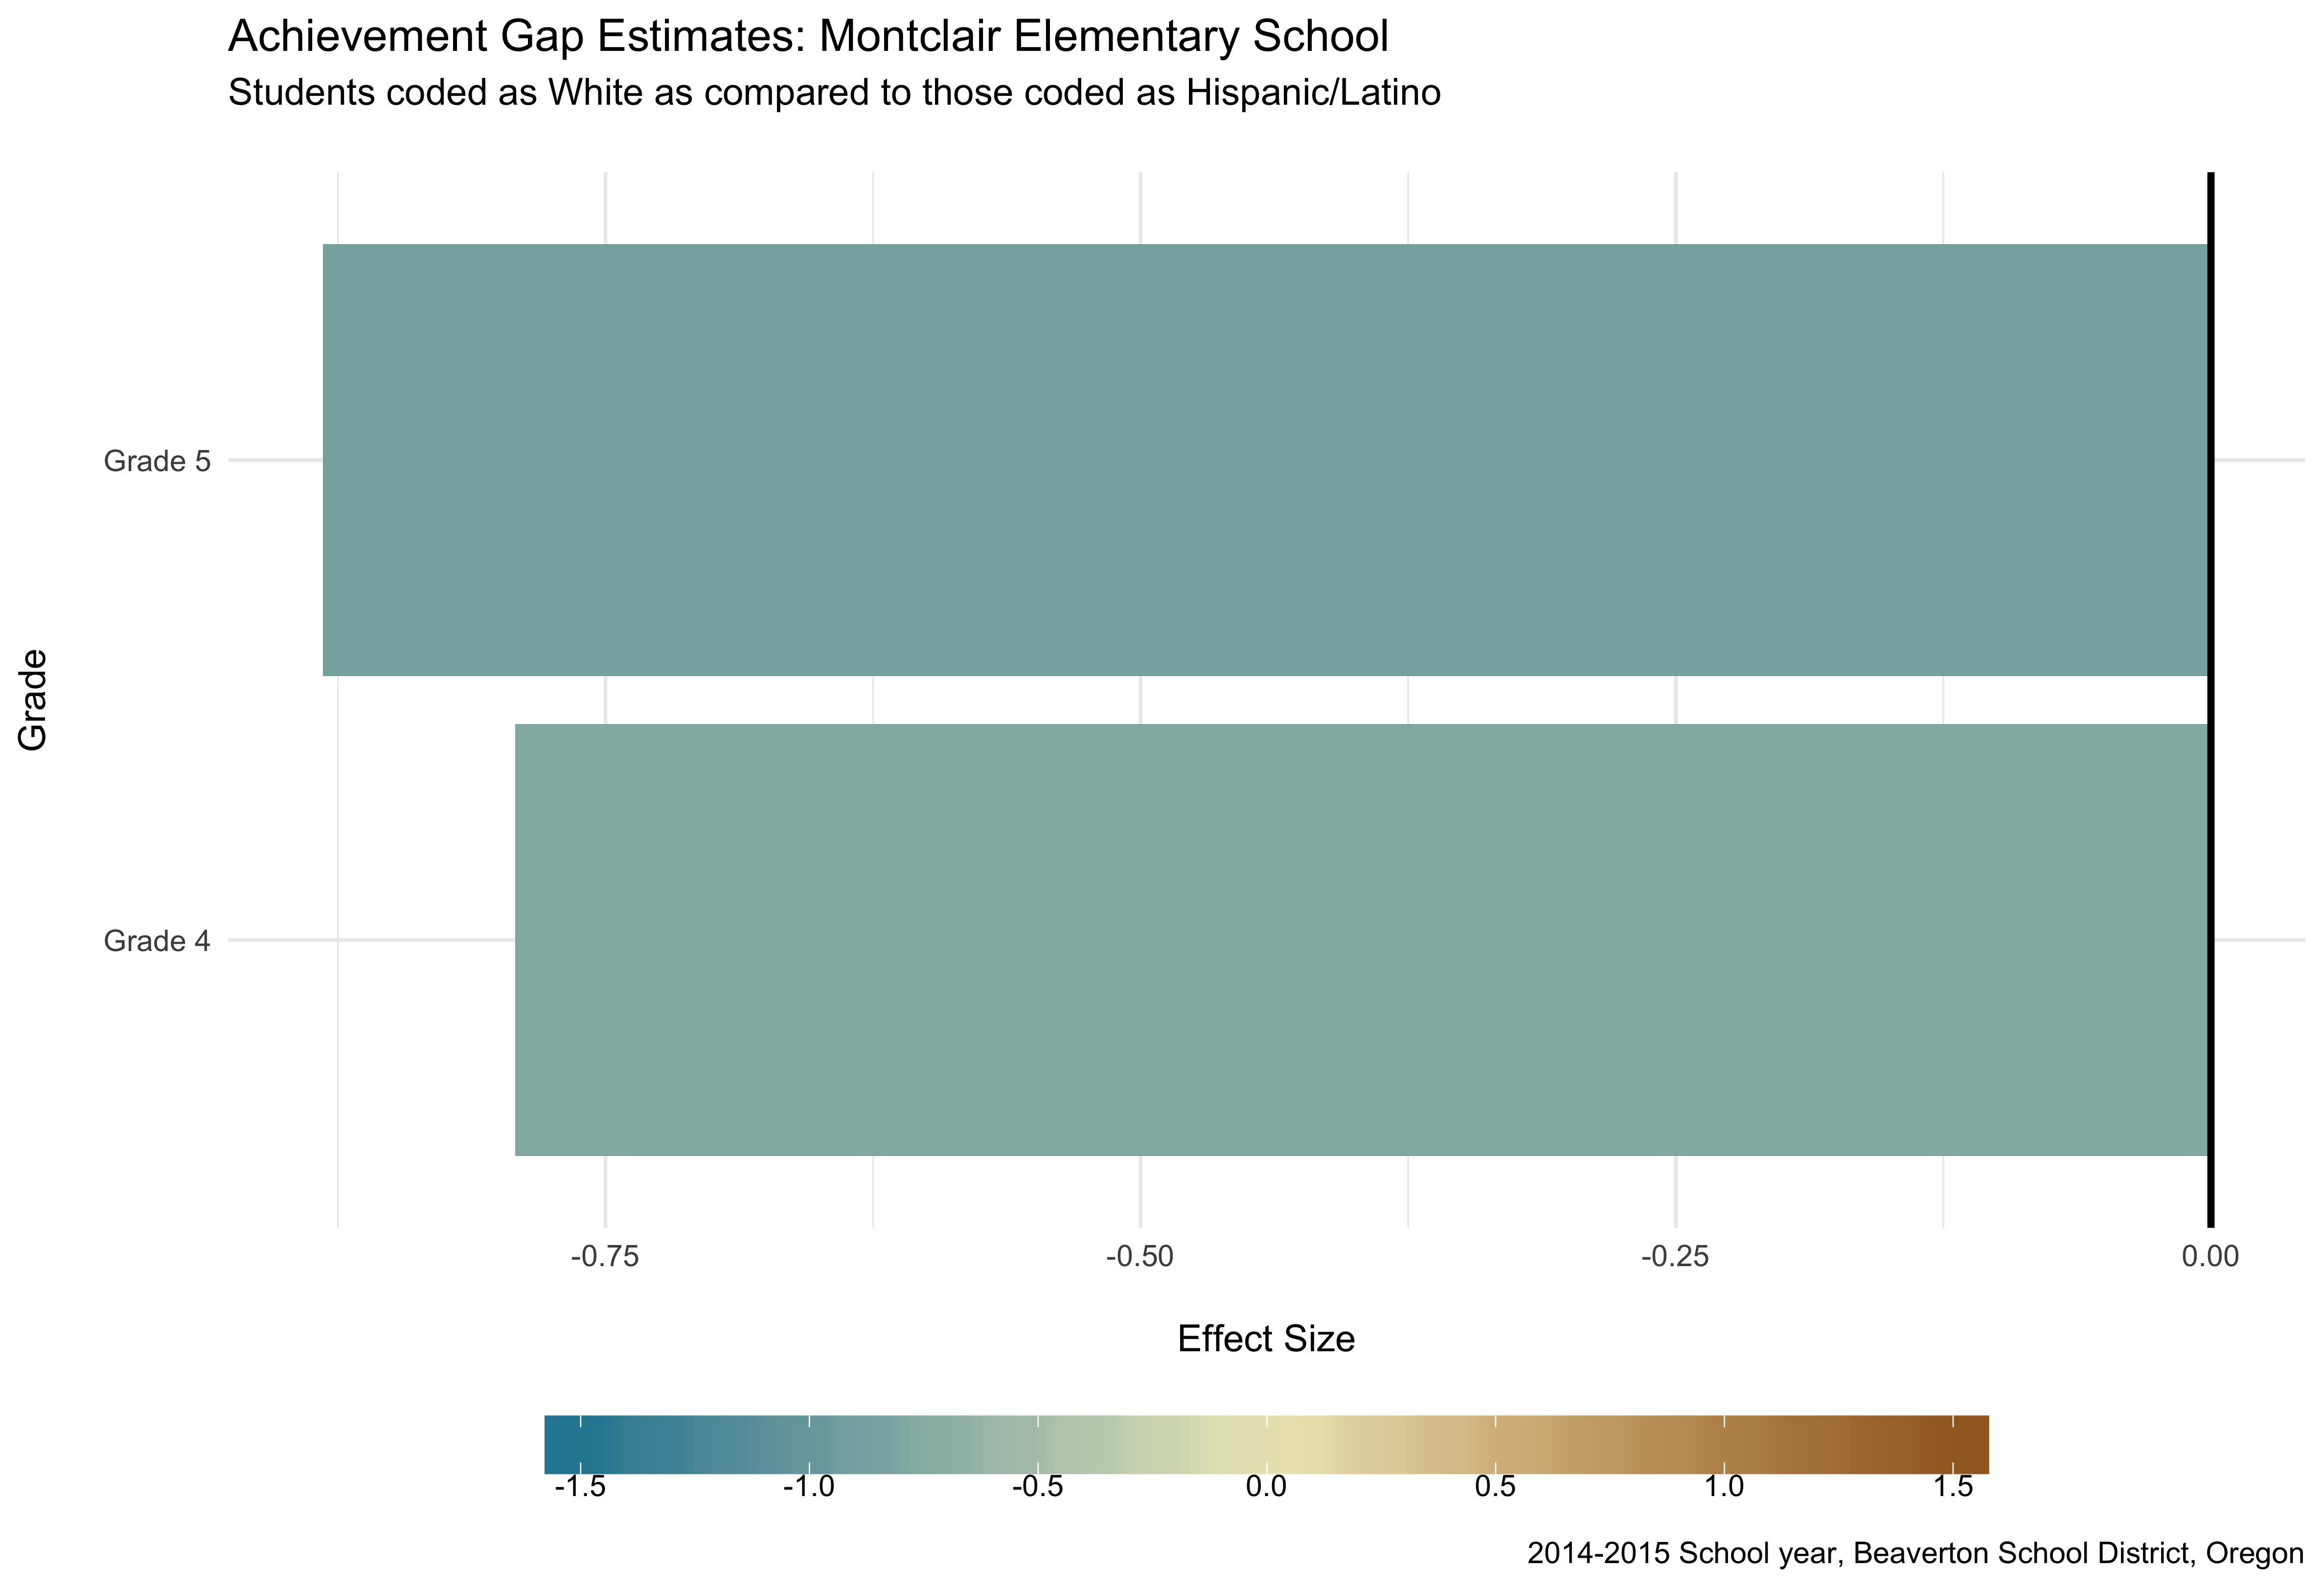 Achievement Gap Estimates: Montclair Elementary School
Students coded as White as compared to those coded as Hispanic/Latino
Grade
Grade 5
Grade 4
-0.75 -0.50 -0.25 0.00
Effect Size
-1.5 -1.0 -0.5 0.0 0.5 1.0 1.5
2014-2015 School year, Beaverton School District, Oregon